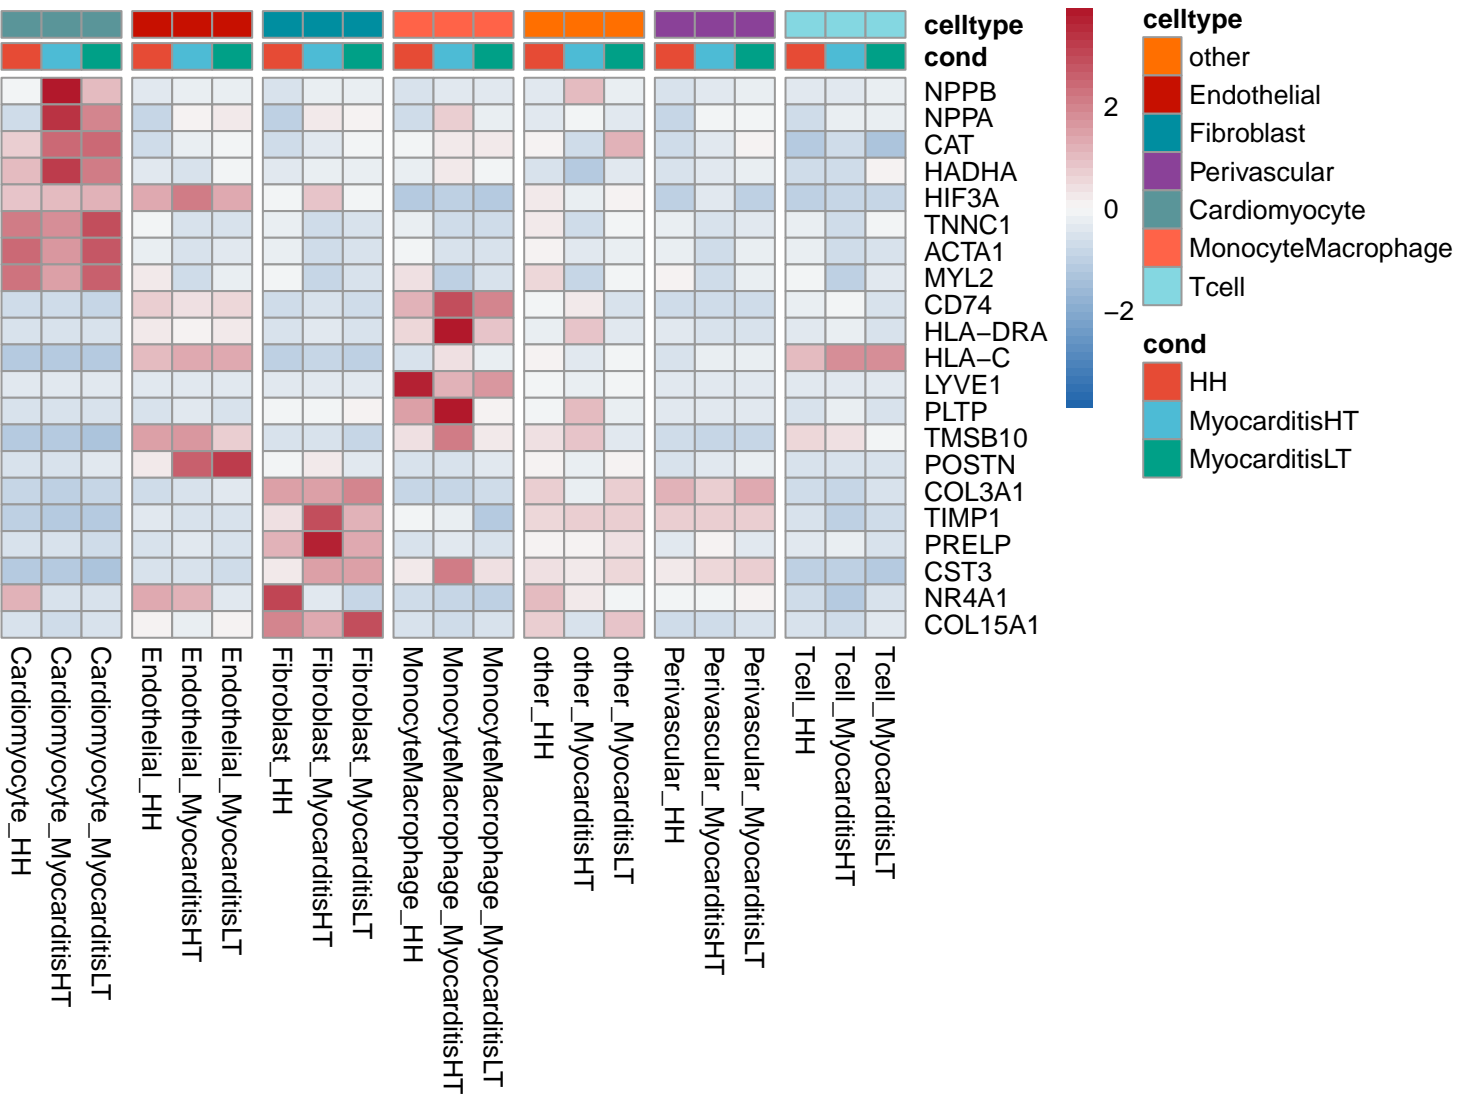 celltype
cond
NPPB
NPPA
CAT
HADHA
HIF3A
TNNC1
ACTA1
MYL2
CD74
HLA−DRA
HLA−C
LYVE1
PLTP
TMSB10
POSTN
COL3A1
TIMP1
PRELP
CST3
NR4A1
COL15A1
Cardiomyocyte_HH
Cardiomyocyte_MyocarditisHT
Cardiomyocyte_MyocarditisLT
Endothelial_HH
Endothelial_MyocarditisHT
Endothelial_MyocarditisLT
Fibroblast_HH
Fibroblast_MyocarditisHT
Fibroblast_MyocarditisLT
MonocyteMacrophage_HH
MonocyteMacrophage_MyocarditisHT
MonocyteMacrophage_MyocarditisLT
other_HH
other_MyocarditisHT
other_MyocarditisLT
Perivascular_HH
Perivascular_MyocarditisHT
Perivascular_MyocarditisLT
Tcell_HH
Tcell_MyocarditisHT
Tcell_MyocarditisLT
2
0
−2
celltype
other
Endothelial
Fibroblast
Perivascular
Cardiomyocyte
MonocyteMacrophage
Tcell
cond
HH
MyocarditisHT
MyocarditisLT